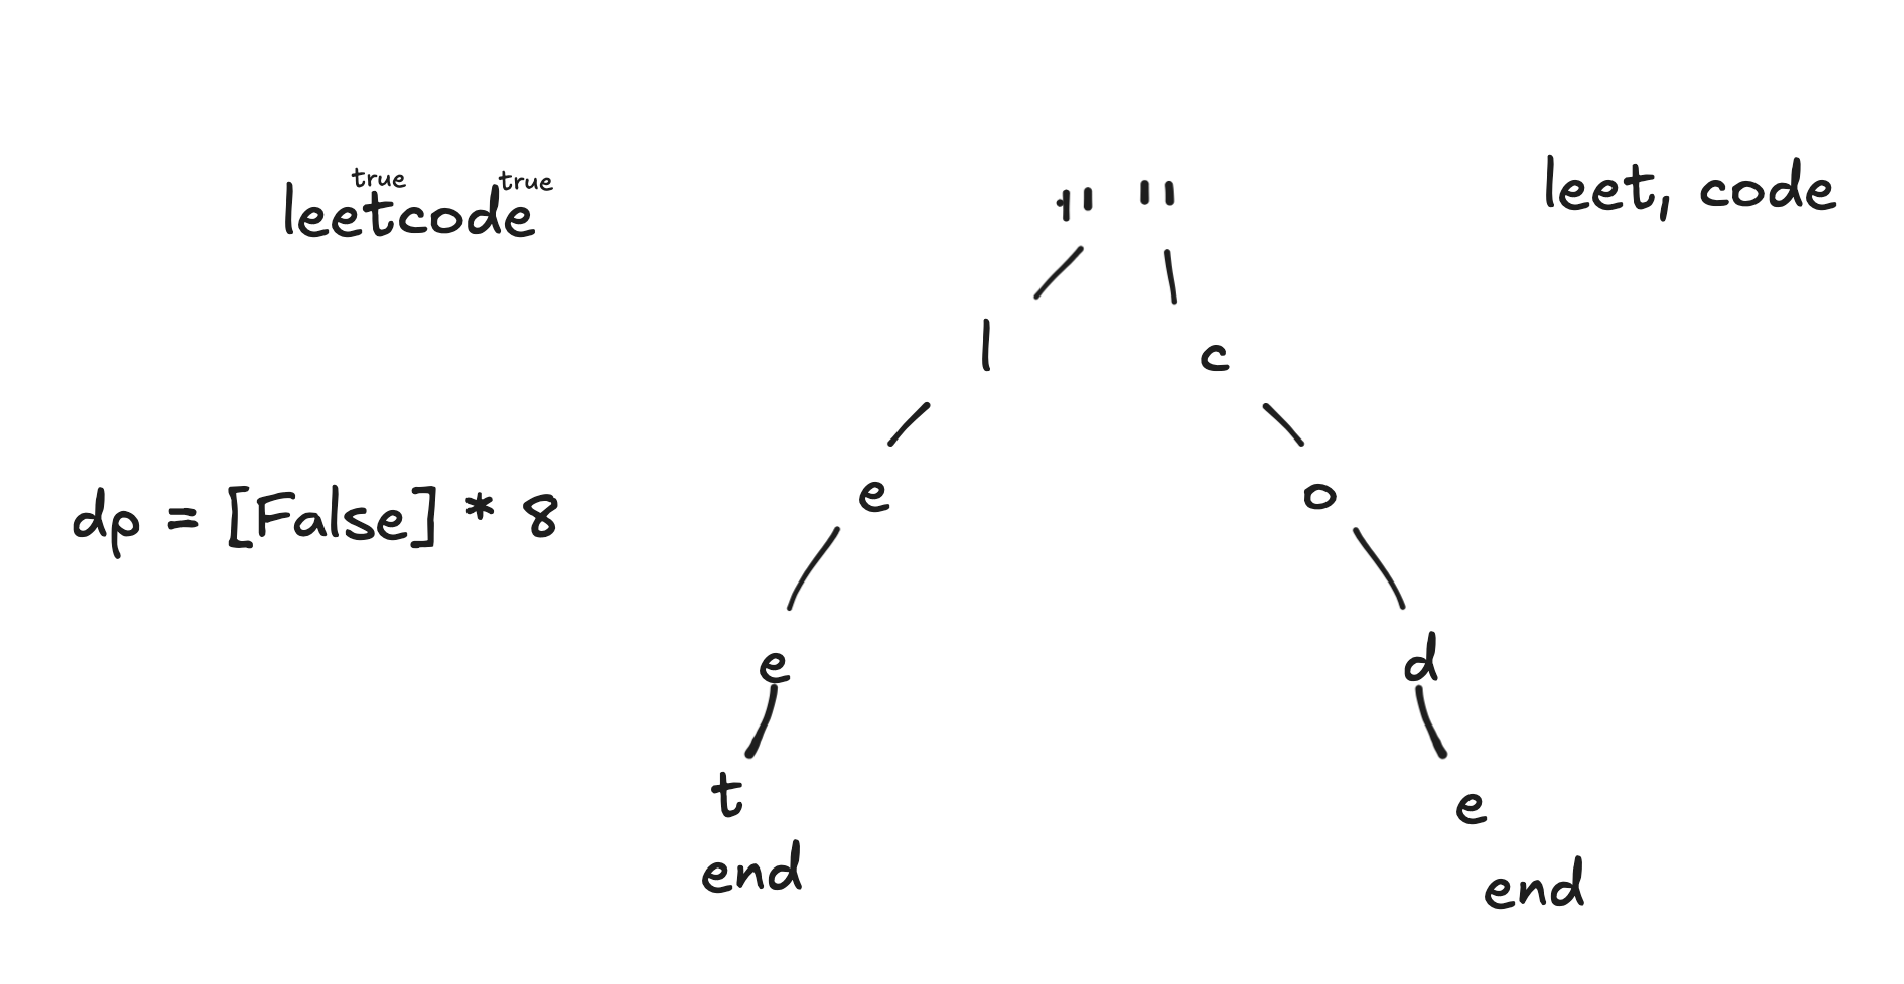 true true
leetcode
"" ""
leet, code
l
c
e
o
dp = [False] * 8
e
d
t
e
end
end